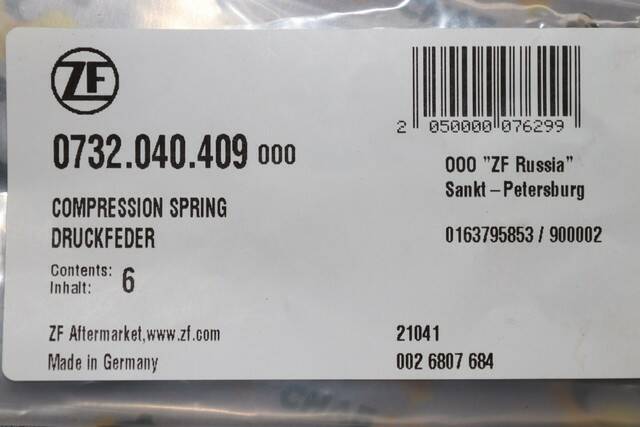 ZF
0732.040.409 000
COMPRESSION SPRING
DRUCKFEDER
Contents:
Inhalt: 6
ZF Aftermarket,www.zf.com
Made in Germany
2 050000 076299
000 "ZF Russia"
Sankt – Petersburg
0163795853 / 900002
21041
002 6807 684